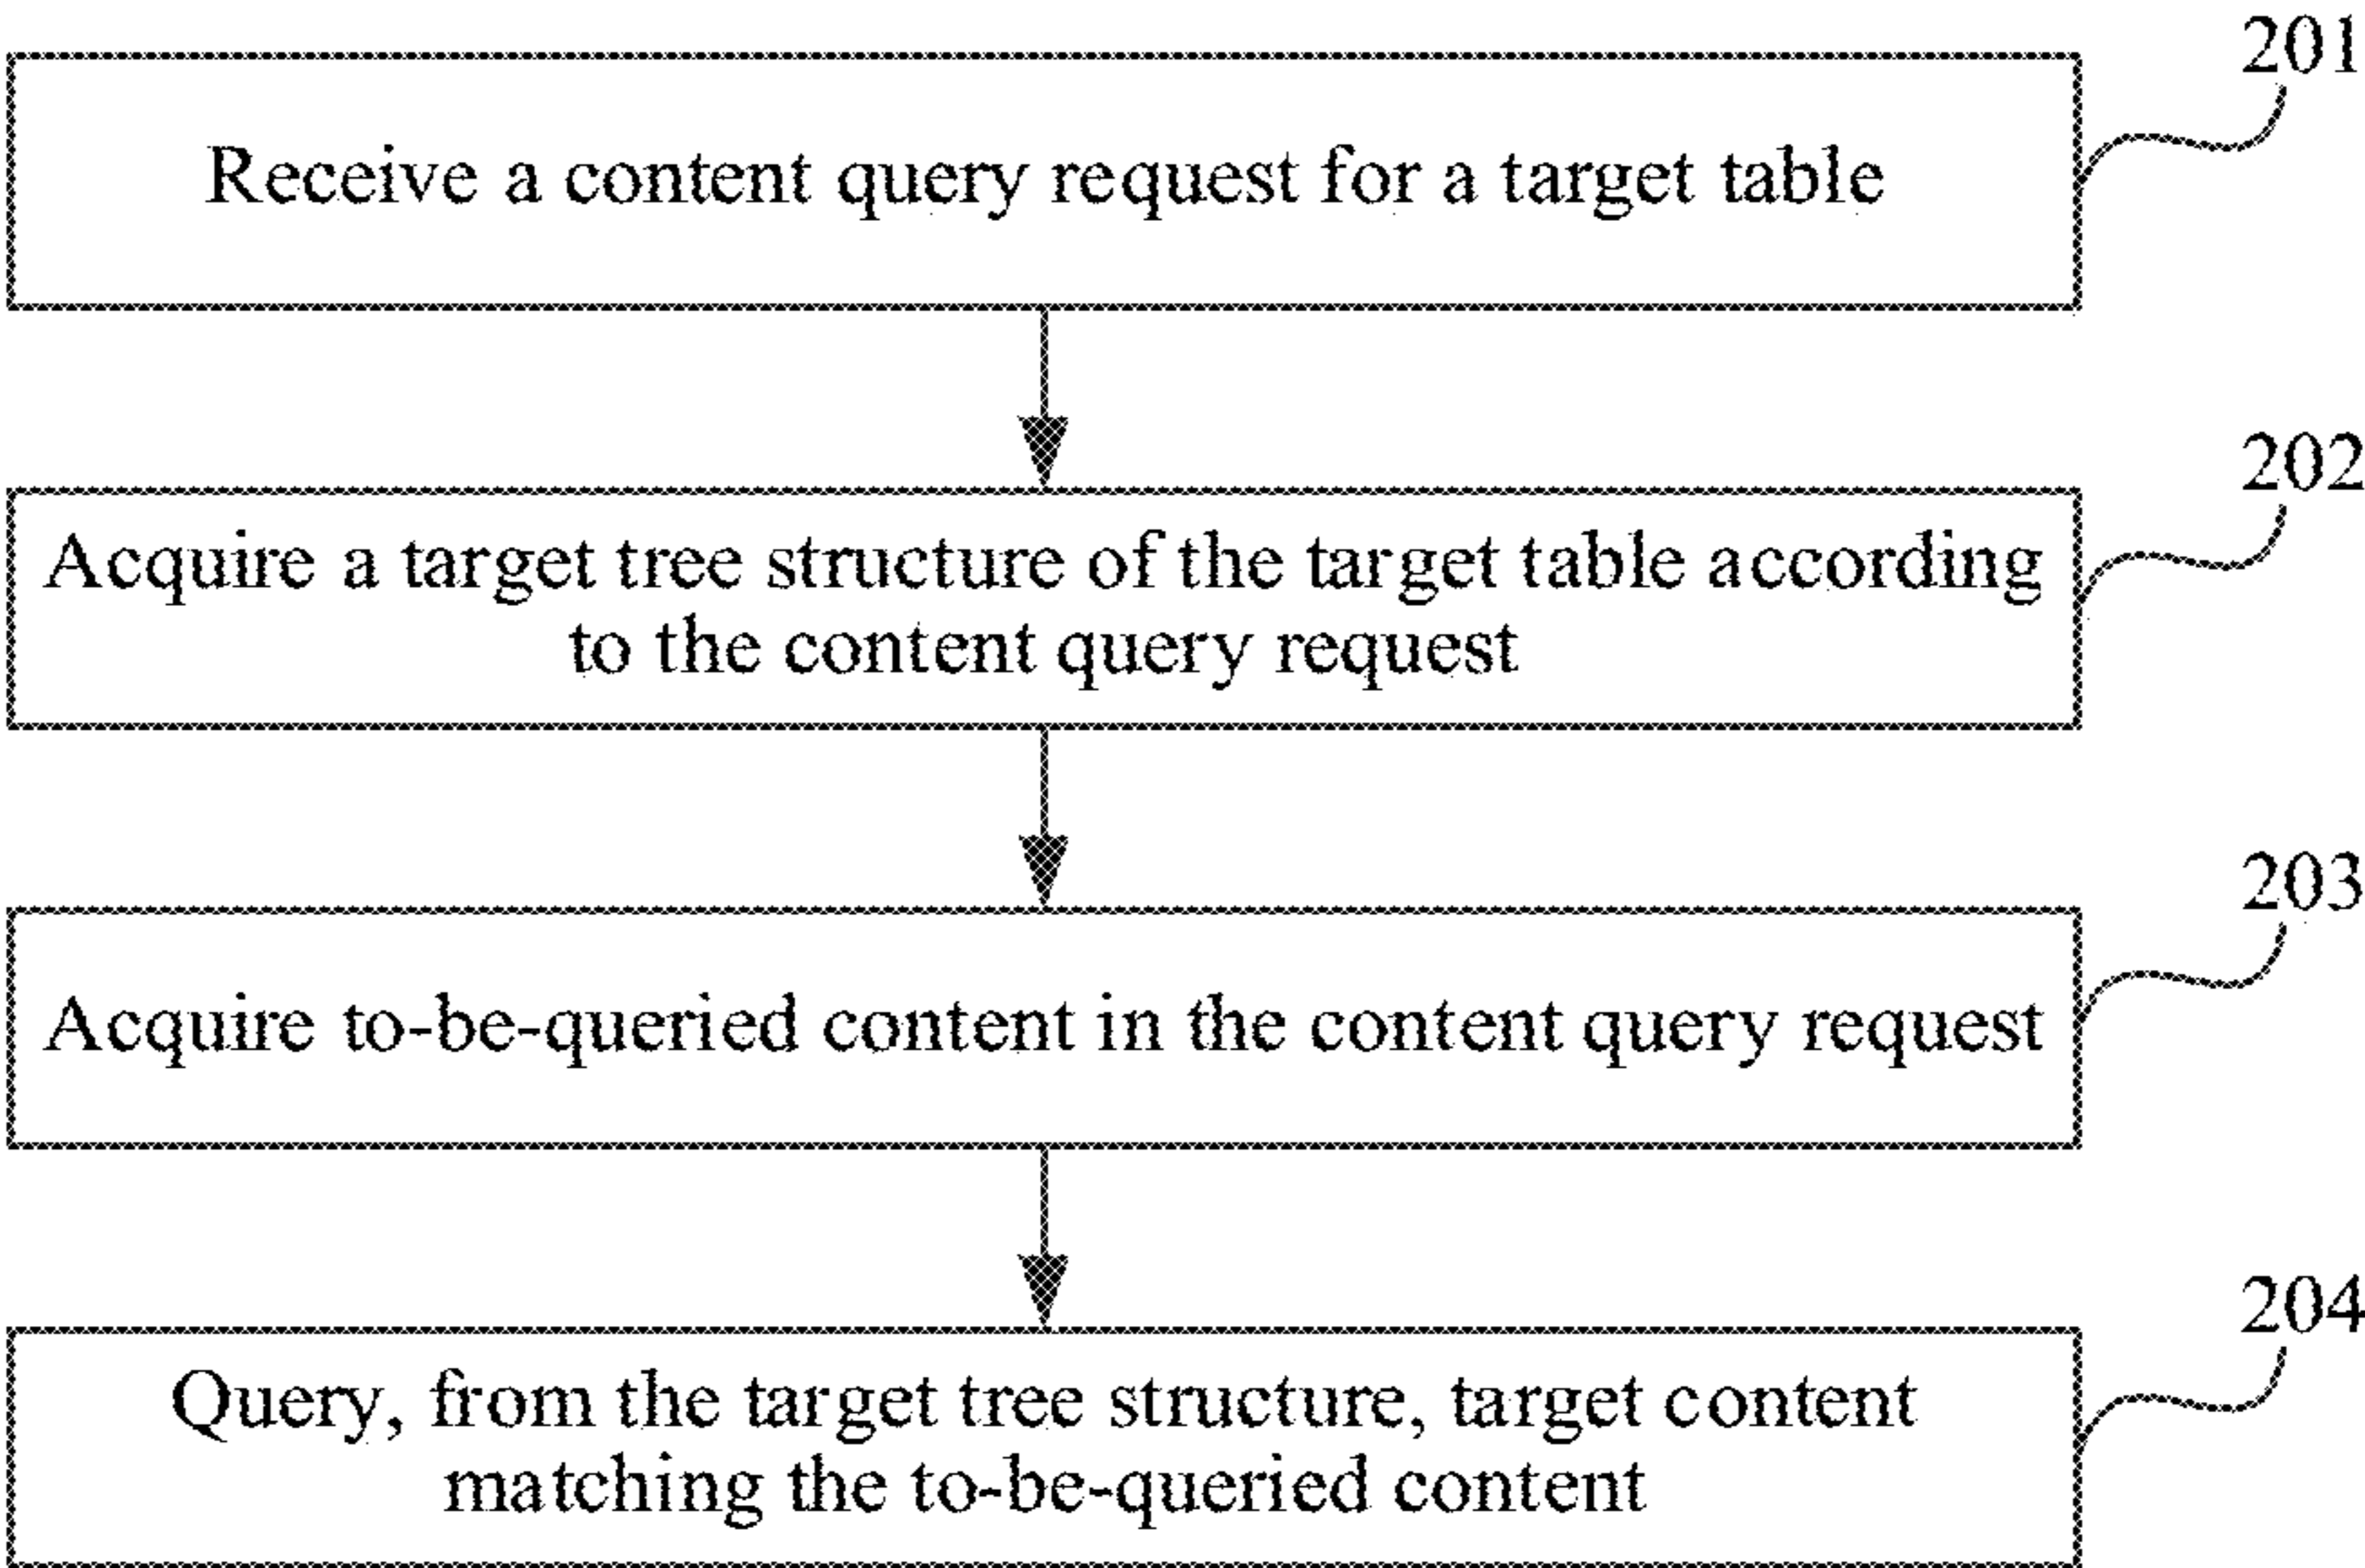 201
Receive a content query request for a target table
202
Acquire a target tree structure of the target table according
to the content query request
203
Acquire to-be-queried content in the content query request
204
Query, from the target tree structure, target content
matching the to-be-queried content